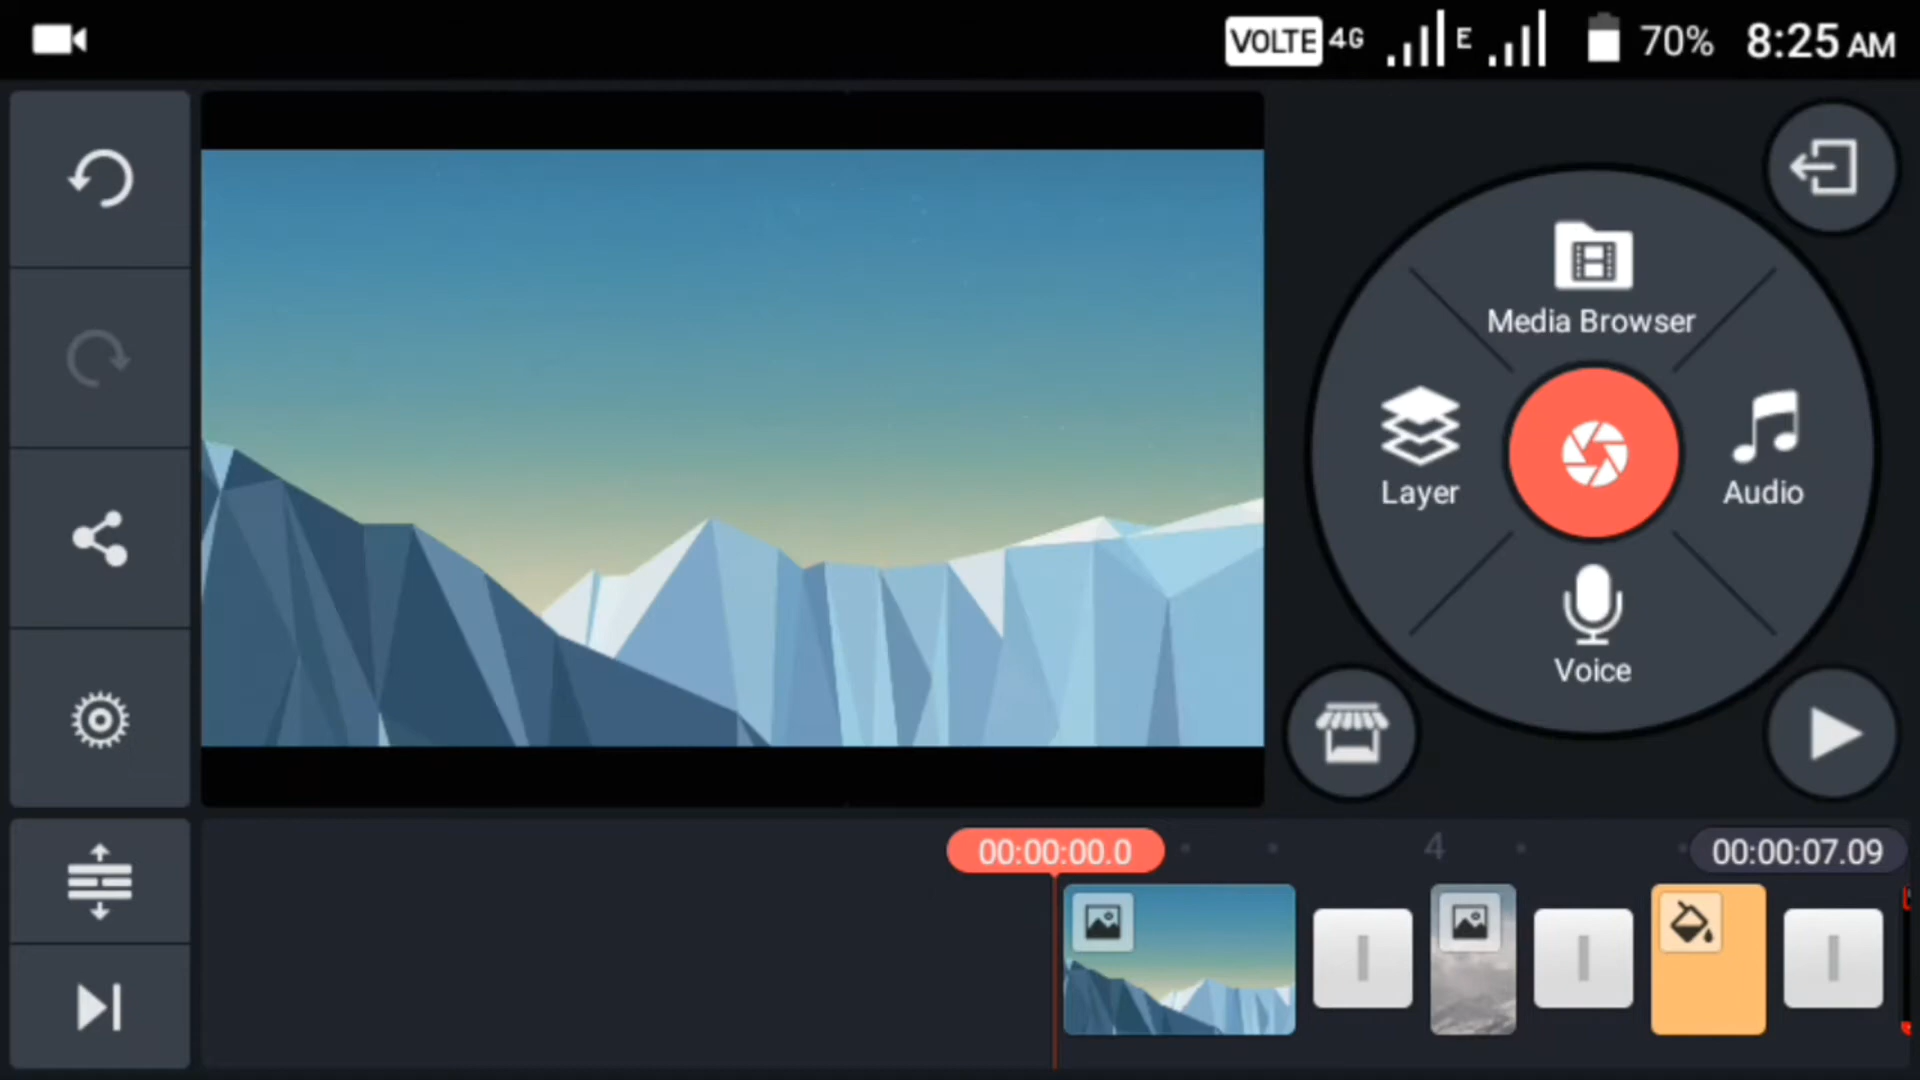 VOLTE 4G E 70% 8:25 AM
Media Browser
Layer
Audio
Voice
00:00:00.0
4
00:00:07.09